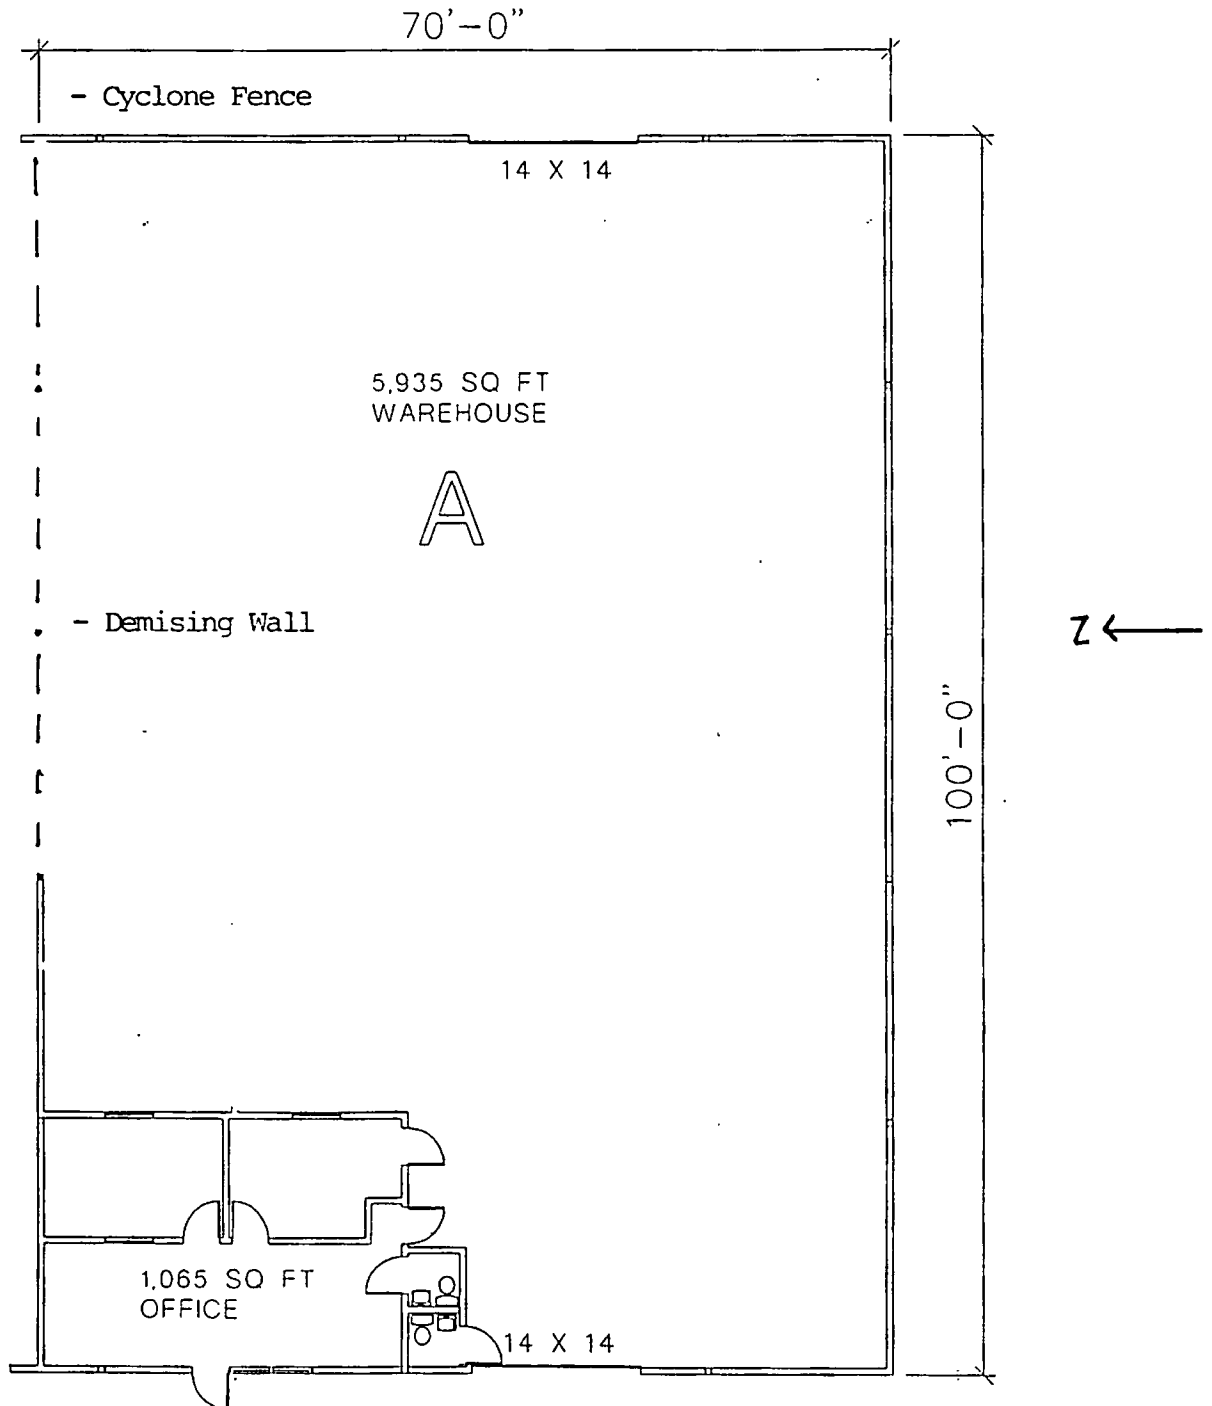 70'-0"
- Cyclone Fence
14 X 14
5,935 SQ FT
WAREHOUSE
A
- Demising Wall
Z
100'-0"
1,065 SQ FT
OFFICE
14 X 14